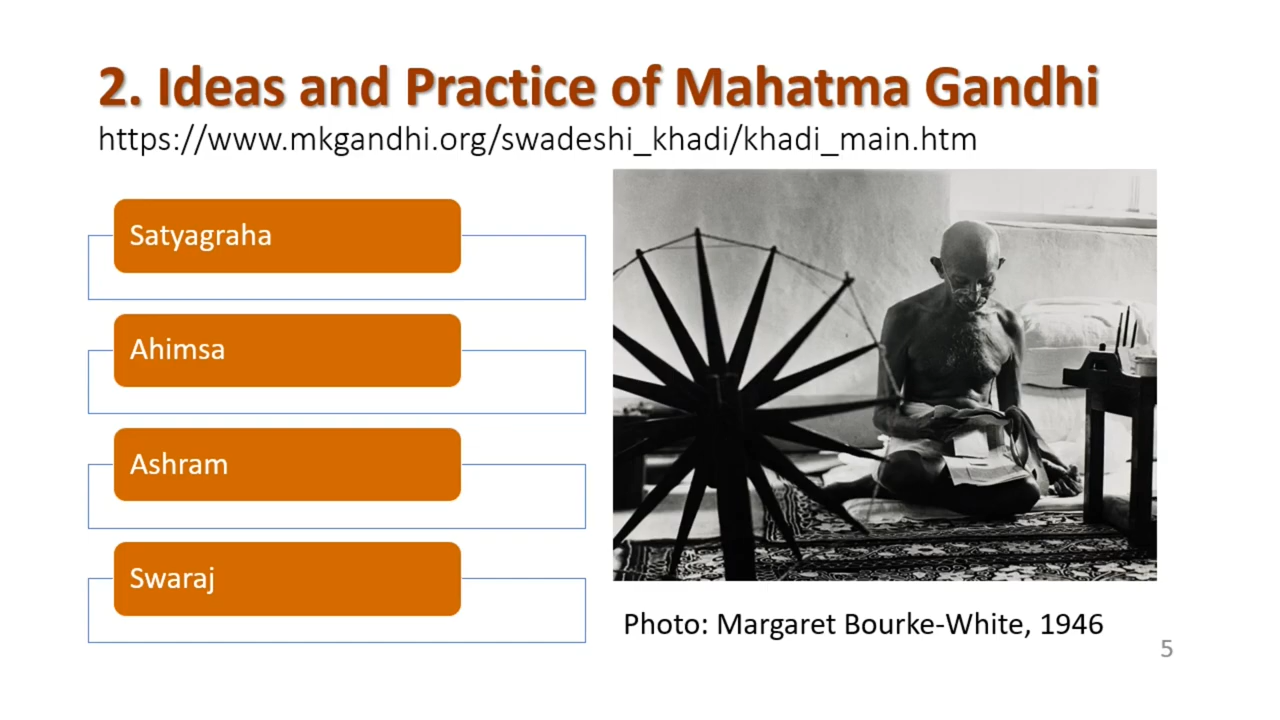 2. Ideas and Practice of Mahatma Gandhi
https://www.mkgandhi.org/swadeshi_khadi/khadi_main.htm
Satyagraha
Ahimsa
Ashram
Swaraj
Photo: Margaret Bourke-White, 1946
5